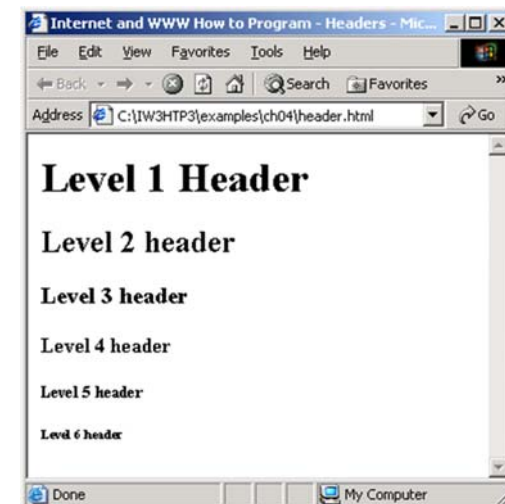 Internet and WWW How to Program - Headers - Mic...
File Edit View Favorites Tools Help
Back Search Favorites »
Address C:\IW3HTP3\examples\ch04\header.html Go
Level 1 Header
Level 2 header
Level 3 header
Level 4 header
Level 5 header
Level 6 header
Done My Computer